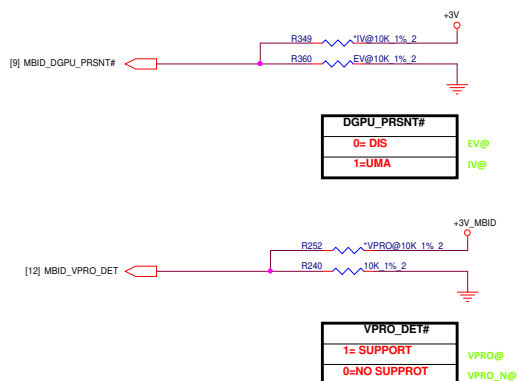 +3V
R349 *IV@10K_1%_2
[9] MBID_DGPU_PRSNT# R360 EV@10K_1%_2
DGPU_PRSNT#
0= DIS EV@
1=UMA IV@
+3V_MBID
R252 *VPRO@10K_1%_2
[12] MBID_VPRO_DET R240 10K_1%_2
VPRO_DET#
1= SUPPORT VPRO@
0=NO SUPPROT VPRO_N@